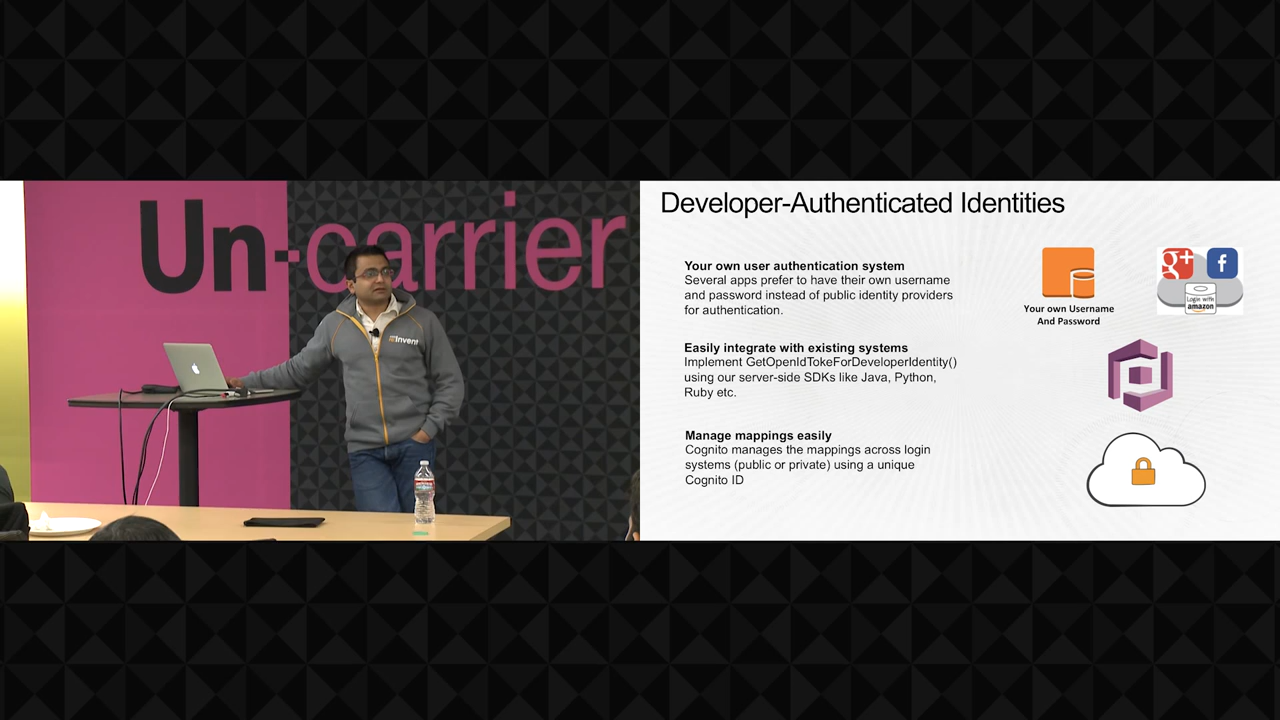 Un-carrier
re:Invent
Developer-Authenticated Identities
Your own user authentication system
Several apps prefer to have their own username
and password instead of public identity providers
for authentication.
g+
f
Login with
amazon
Your own Username
And Password
Easily integrate with existing systems
Implement GetOpenIdTokeForDeveloperIdentity()
using our server-side SDKs like Java, Python,
Ruby etc.
Manage mappings easily
Cognito manages the mappings across login
systems (public or private) using a unique
Cognito ID